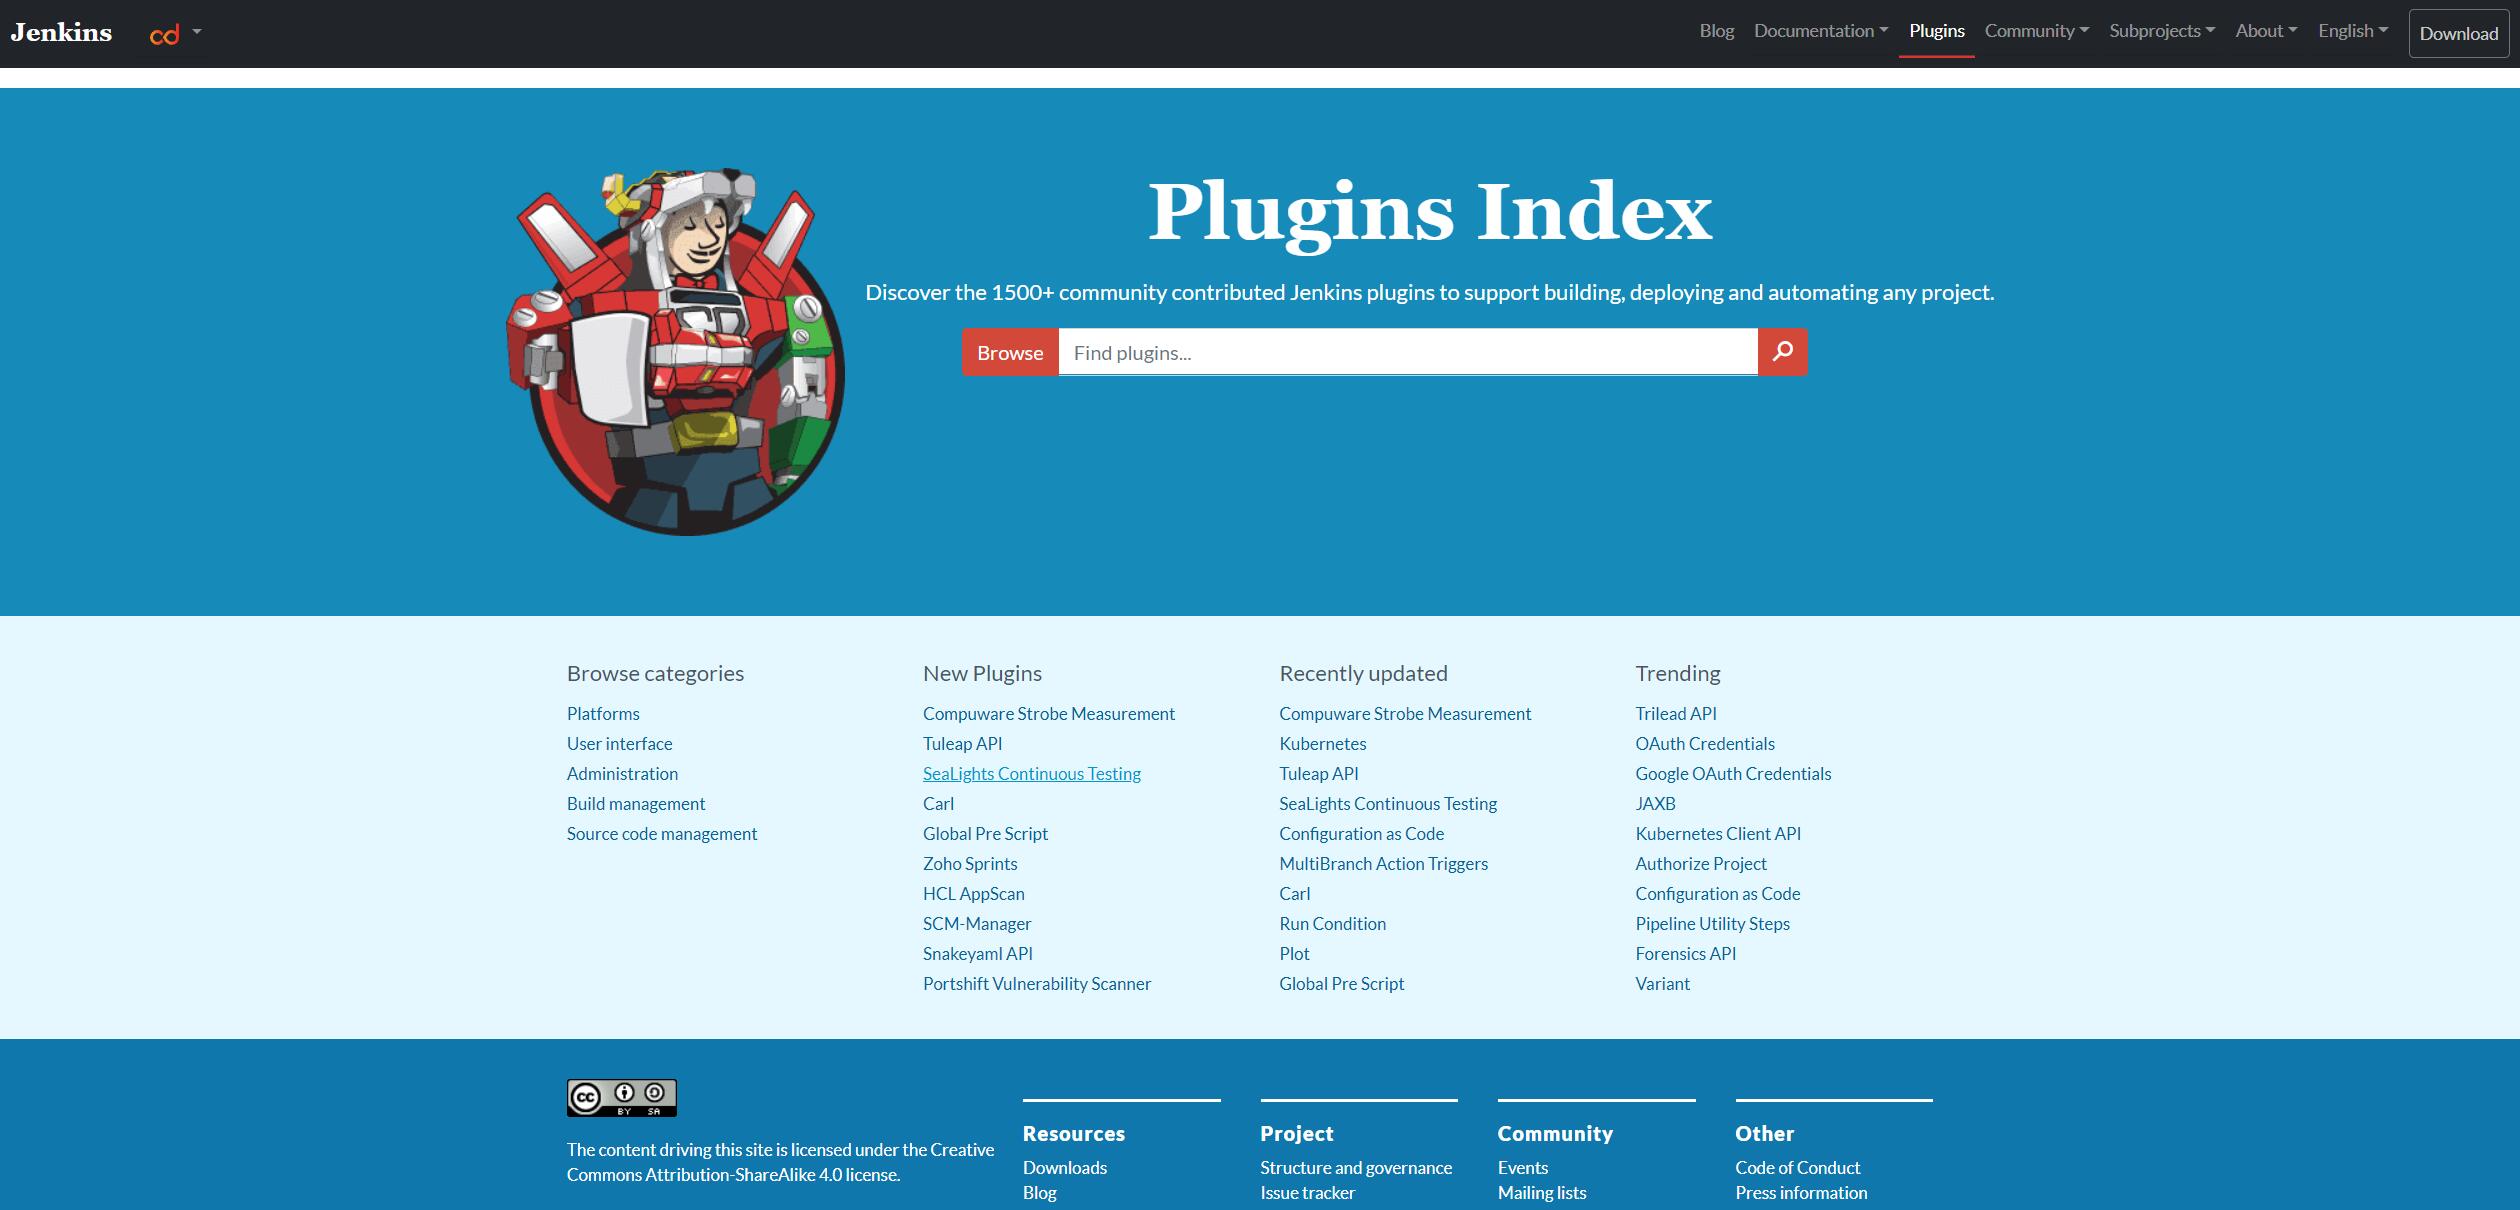 Jenkins
cd
Blog Documentation Plugins Community Subprojects About English Download
Plugins Index
Discover the 1500+ community contributed Jenkins plugins to support building, deploying and automating any project.
Browse Find plugins...
Browse categories
Platforms
User interface
Administration
Build management
Source code management
New Plugins
Compuware Strobe Measurement
Tuleap API
SeaLights Continuous Testing
Carl
Global Pre Script
Zoho Sprints
HCL AppScan
SCM-Manager
Snakeyaml API
Portshift Vulnerability Scanner
Recently updated
Compuware Strobe Measurement
Kubernetes
Tuleap API
SeaLights Continuous Testing
Configuration as Code
MultiBranch Action Triggers
Carl
Run Condition
Plot
Global Pre Script
Trending
Trilead API
OAuth Credentials
Google OAuth Credentials
JAXB
Kubernetes Client API
Authorize Project
Configuration as Code
Pipeline Utility Steps
Forensics API
Variant
cc
BY SA
The content driving this site is licensed under the Creative
Commons Attribution-ShareAlike 4.0 license.
Resources
Downloads
Blog
Project
Structure and governance
Issue tracker
Community
Events
Mailing lists
Other
Code of Conduct
Press information